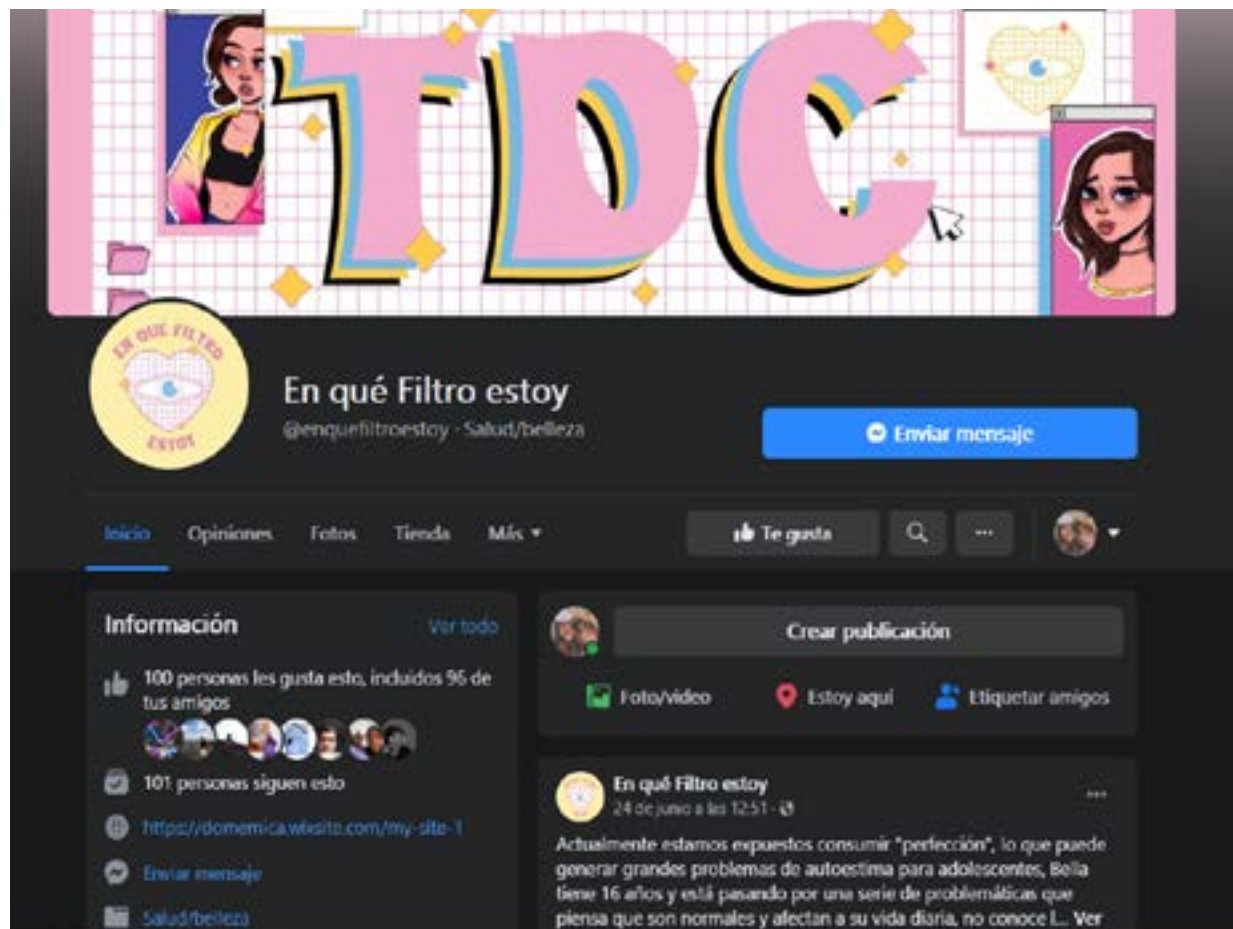 TDC
EN QUE FILTRO
ESTOY
En qué Filtro estoy
@enquefiltroestoy · Salud/belleza
Enviar mensaje
Inicio
Opiniones
Fotos
Tienda
Más
Te gusta
Información
Ver todo
100 personas les gusta esto, incluidos 96 de
tus amigos
101 personas siguen esto
https://domemica.wixsite.com/my-site-1
Enviar mensaje
Salud/belleza
Crear publicación
Foto/video
Estoy aquí
Etiquetar amigos
En qué Filtro estoy
24 de junio a las 12:51 ·
Actualmente estamos expuestos consumir "perfección", lo que puede
generar grandes problemas de autoestima para adolescentes, Bella
tiene 16 años y está pasando por una serie de problemáticas que
piensa que son normales y afectan a su vida diaria, no conoce l... Ver